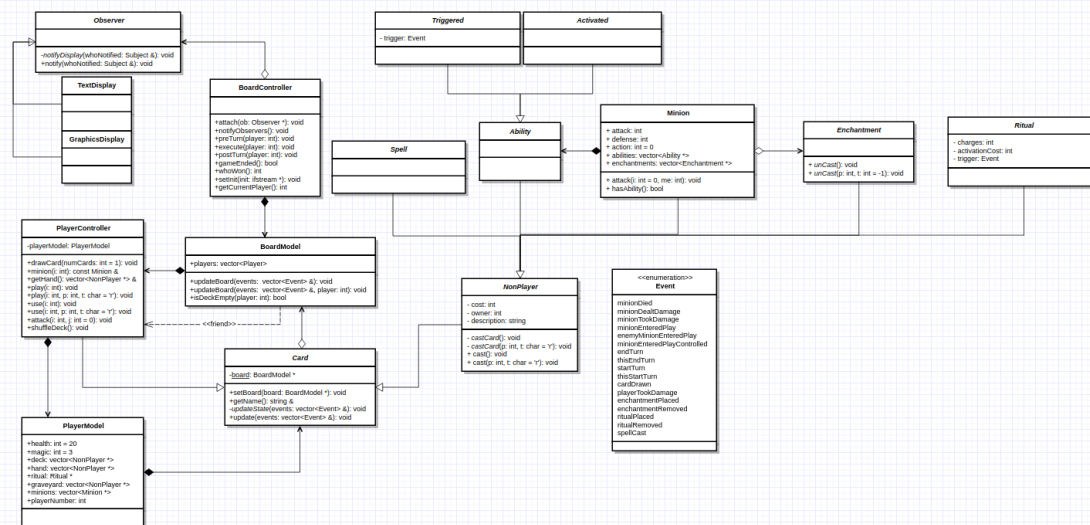 Observer
-notifyDisplay(whoNotified: Subject &): void
+notify(whoNotified: Subject &): void
TextDisplay
GraphicsDisplay
BoardController
+attach(ob: Observer *): void
+notifyObservers(): void
+preTurn(player: int): void
+execute(player: int): void
+postTurn(player: int): void
+gameEnded(): bool
+whoWon(): int
+setInit(init: ifstream *): void
+getCurrentPlayer(): int
Triggered
- trigger: Event
Activated
Spell
Ability
Minion
+ attack: int
+ defense: int
+ action: int = 0
+ abilities: vector<Ability *>
+ enchantments: vector<Enchantment *>
+ attack(i: int = 0, me: int): void
+ hasAbility(): bool
Enchantment
+ unCast(): void
+ unCast(p: int, t: int = -1): void
Ritual
- charges: int
- activationCost: int
- trigger: Event
PlayerController
-playerModel: PlayerModel
+drawCard(numCards: int = 1): void
+minion(i: int): const Minion &
+getHand(): vector<NonPlayer *> &
+play(i: int): void
+play(i: int, p: int, t: char = 'r'): void
+use(i: int): void
+use(i: int, p: int, t: char = 'r'): void
+attack(i: int, j: int = 0): void
+shuffleDeck(): void
BoardModel
+players: vector<Player>
+updateBoard(events: vector<Event> &): void
+updateBoard(events: vector<Event> &, player: int): void
+isDeckEmpty(player: int): bool
<<friend>>
Card
-board: BoardModel *
+setBoard(board: BoardModel *): void
+getName(): string &
-updateState(events: vector<Event> &): void
+update(events: vector<Event> &): void
NonPlayer
- cost: int
- owner: int
- description: string
- castCard(): void
- castCard(p: int, t: char = 'r'): void
+ cast(): void
+ cast(p: int, t: char = 'r'): void
<<enumeration>>
Event
minionDied
minionDealtDamage
minionTookDamage
minionEnteredPlay
enemyMinionEnteredPlay
minionEnteredPlayControlled
endTurn
thisEndTurn
startTurn
thisStartTurn
cardDrawn
playerTookDamage
enchantmentPlaced
enchantmentRemoved
ritualPlaced
ritualRemoved
spellCast
PlayerModel
+health: int = 20
+magic: int = 3
+deck: vector<NonPlayer *>
+hand: vector<NonPlayer *>
+ritual: Ritual *
+graveyard: vector<NonPlayer *>
+minions: vector<Minion *>
+playerNumber: int